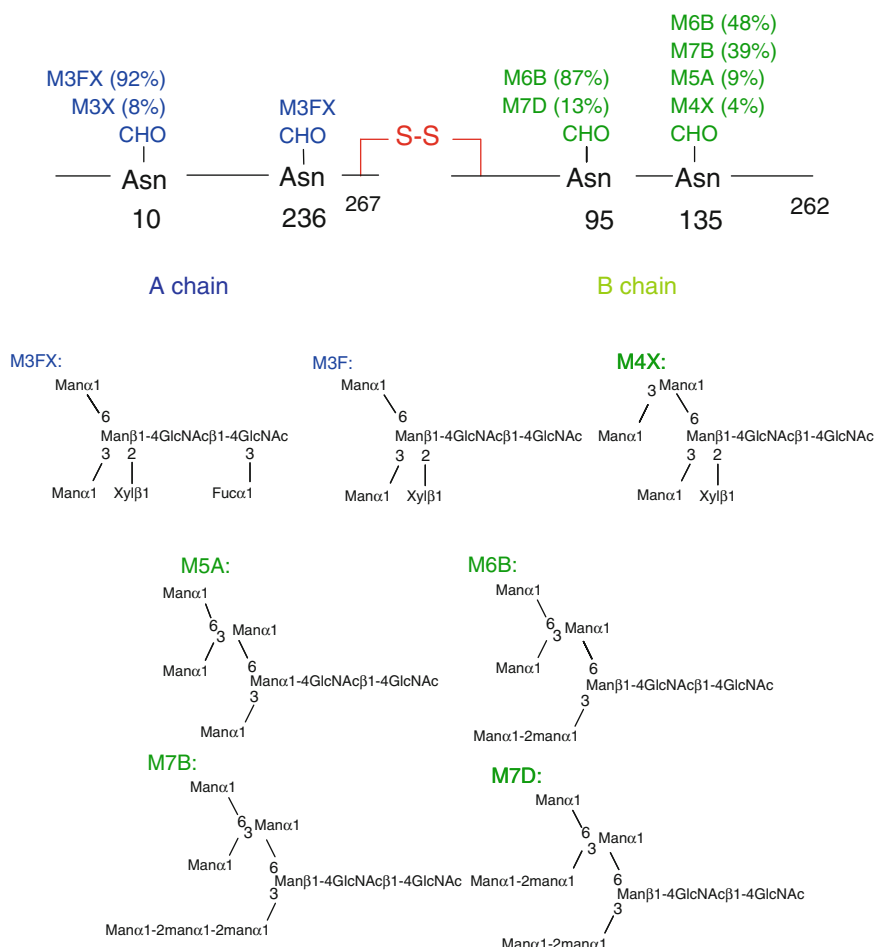 M3FX (92%)
M3X (8%)
CHO
Asn
10
M3FX
CHO
Asn
236
267
S-S
M6B (87%)
M7D (13%)
CHO
Asn
95
M6B (48%)
M7B (39%)
M5A (9%)
M4X (4%)
CHO
Asn
135
262
A chain
B chain
M3FX:
Manα1
6
Manβ1-4GlcNAcβ1-4GlcNAc
3 2 3
Manα1 Xylβ1 Fucα1
M3F:
Manα1
6
Manβ1-4GlcNAcβ1-4GlcNAc
3 2
Manα1 Xylβ1
M4X:
3 Manα1
6
Manα1 Manβ1-4GlcNAcβ1-4GlcNAc
3 2
Manα1 Xylβ1
M5A:
Manα1
6
3 Manα1
Manα1 6
Manα1-4GlcNAcβ1-4GlcNAc
3
Manα1
M6B:
Manα1
6
3 Manα1
Manα1 6
Manβ1-4GlcNAcβ1-4GlcNAc
3
Manα1-2manα1
M7B:
Manα1
6
3 Manα1
Manα1 6
Manβ1-4GlcNAcβ1-4GlcNAc
3
Manα1-2manα1-2manα1
M7D:
Manα1
6
3 Manα1
Manα1-2manα1 6
Manβ1-4GlcNAcβ1-4GlcNAc
3
Manα1-2manα1